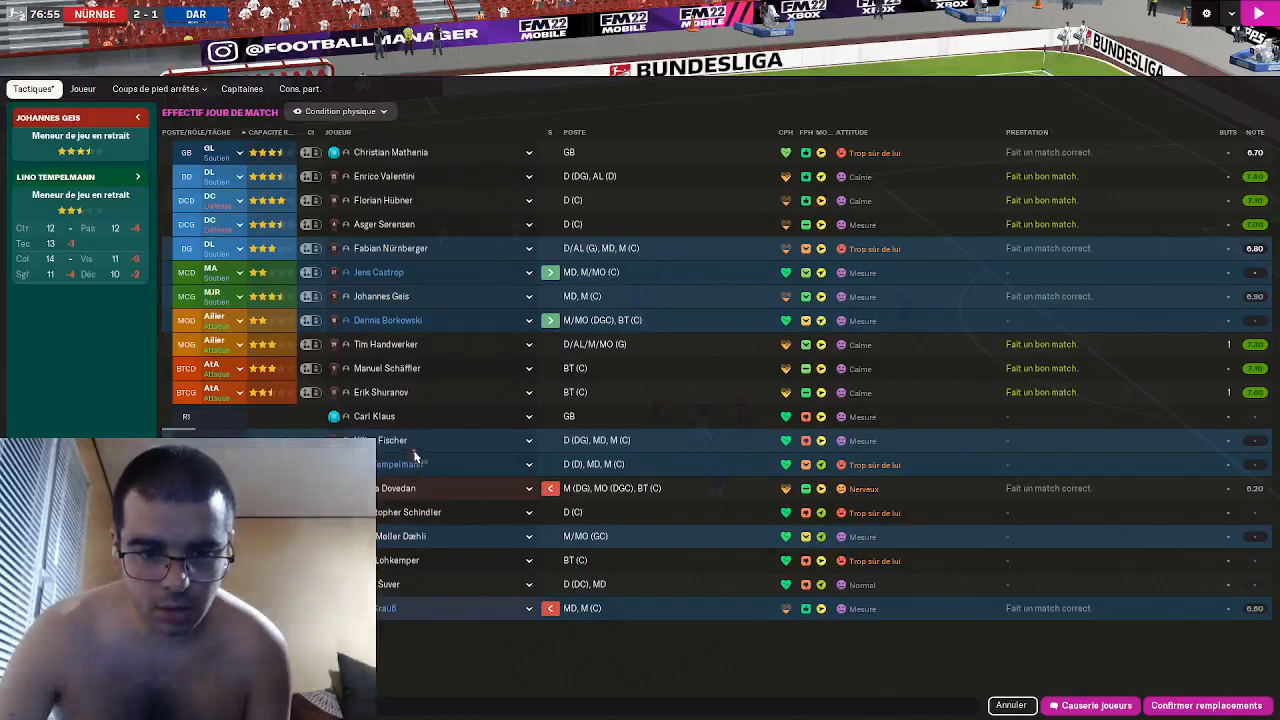 76:55 NÜRNBE 2 - 1 DAR
@FOOTBALLMANAGER FM22 MOBILE FM22 MOBILE FM22 XBOX
BUNDESLIGA BUNDESLIGA
Tactiques* Joueur Coups de pied arrêtés Capitaines Cons. part.
JOHANNES GEIS
Meneur de jeu en retrait
LINO TEMPELMANN
Meneur de jeu en retrait
Ctr 12 - Pas 12 -4
Tec 13 -3
Col 14 - Vis 11 -6
Sgf 11 -4 Déc 10 -2
EFFECTIF JOUR DE MATCH Condition physique
POSTE/RÔLE/TÂCHE CAPACITÉ R... CI JOUEUR S POSTE CPH FPH MO... ATTITUDE PRESTATION BUTS NOTE
GB GL Soutien Christian Mathenia GB Trop sûr de lui Fait un match correct. - 6.70
DD DL Soutien Enrico Valentini D (DG), AL (D) Calme Fait un bon match. - 7.40
DCD DC Défense Florian Hübner D (C) Calme Fait un bon match. - 7.10
DCG DC Défense Asger Sørensen D (C) Mesuré Fait un bon match. - 7.00
DG DL Soutien Fabian Nürnberger D/AL (G), MD, M (C) Trop sûr de lui Fait un match correct. - 6.80
MCD MA Soutien Jens Castrop MD, M/MO (C) Mesuré - - -
MCG MJR Soutien Johannes Geis MD, M (C) Mesuré Fait un match correct. - 6.90
MOD Ailier Attaque Dennis Borkowski M/MO (DGC), BT (C) Mesuré - - -
MOG Ailier Attaque Tim Handwerker D/AL/M/MO (G) Calme Fait un bon match. 1 7.30
BTCD AtA Attaque Manuel Schäffler BT (C) Calme Fait un bon match. - 7.10
BTCG AtA Attaque Erik Shuranov BT (C) Calme Fait un bon match. 1 7.60
R1 Carl Klaus GB Mesuré - - -
Fischer D (DG), MD, M (C) Mesuré - - -
D (D), MD, M (C) Trop sûr de lui - - -
Dovedan M (DG), MO (DGC), BT (C) Nerveux Fait un match correct. - 6.20
topher Schindler D (C) Trop sûr de lui - - -
Møller Dæhli M/MO (GC) Mesuré - - -
Lohkemper BT (C) Trop sûr de lui - - -
Šuver D (DC), MD Normal - - -
Krauß MD, M (C) Mesuré Fait un match correct. - 6.60
Annuler Causerie joueurs Confirmer remplacements